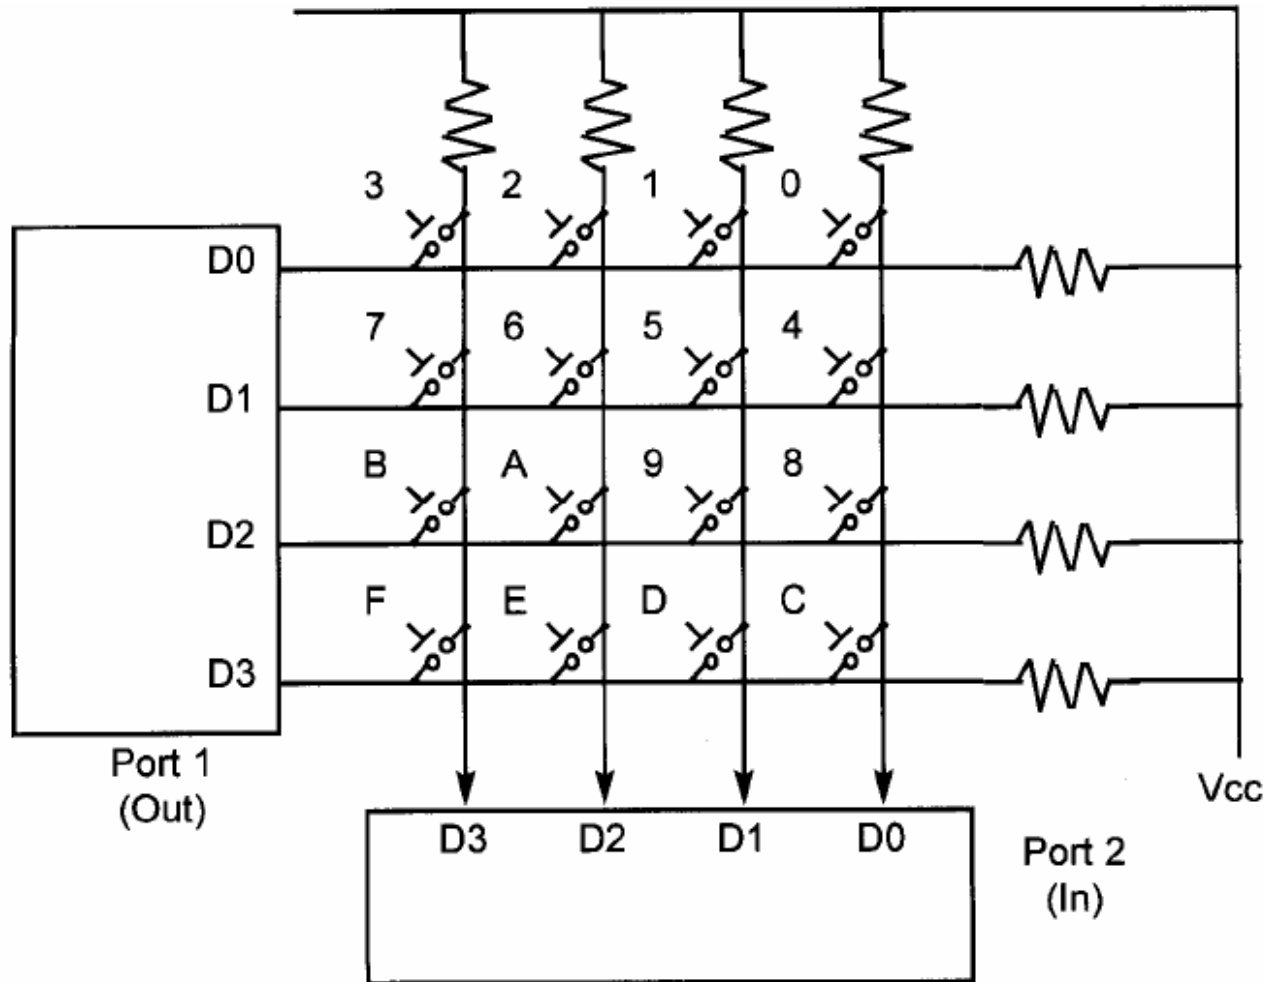 3 2 1 0
D0
7 6 5 4
D1
B A 9 8
D2
F E D C
D3
Port 1
(Out)
Vcc
D3 D2 D1 D0
Port 2
(In)